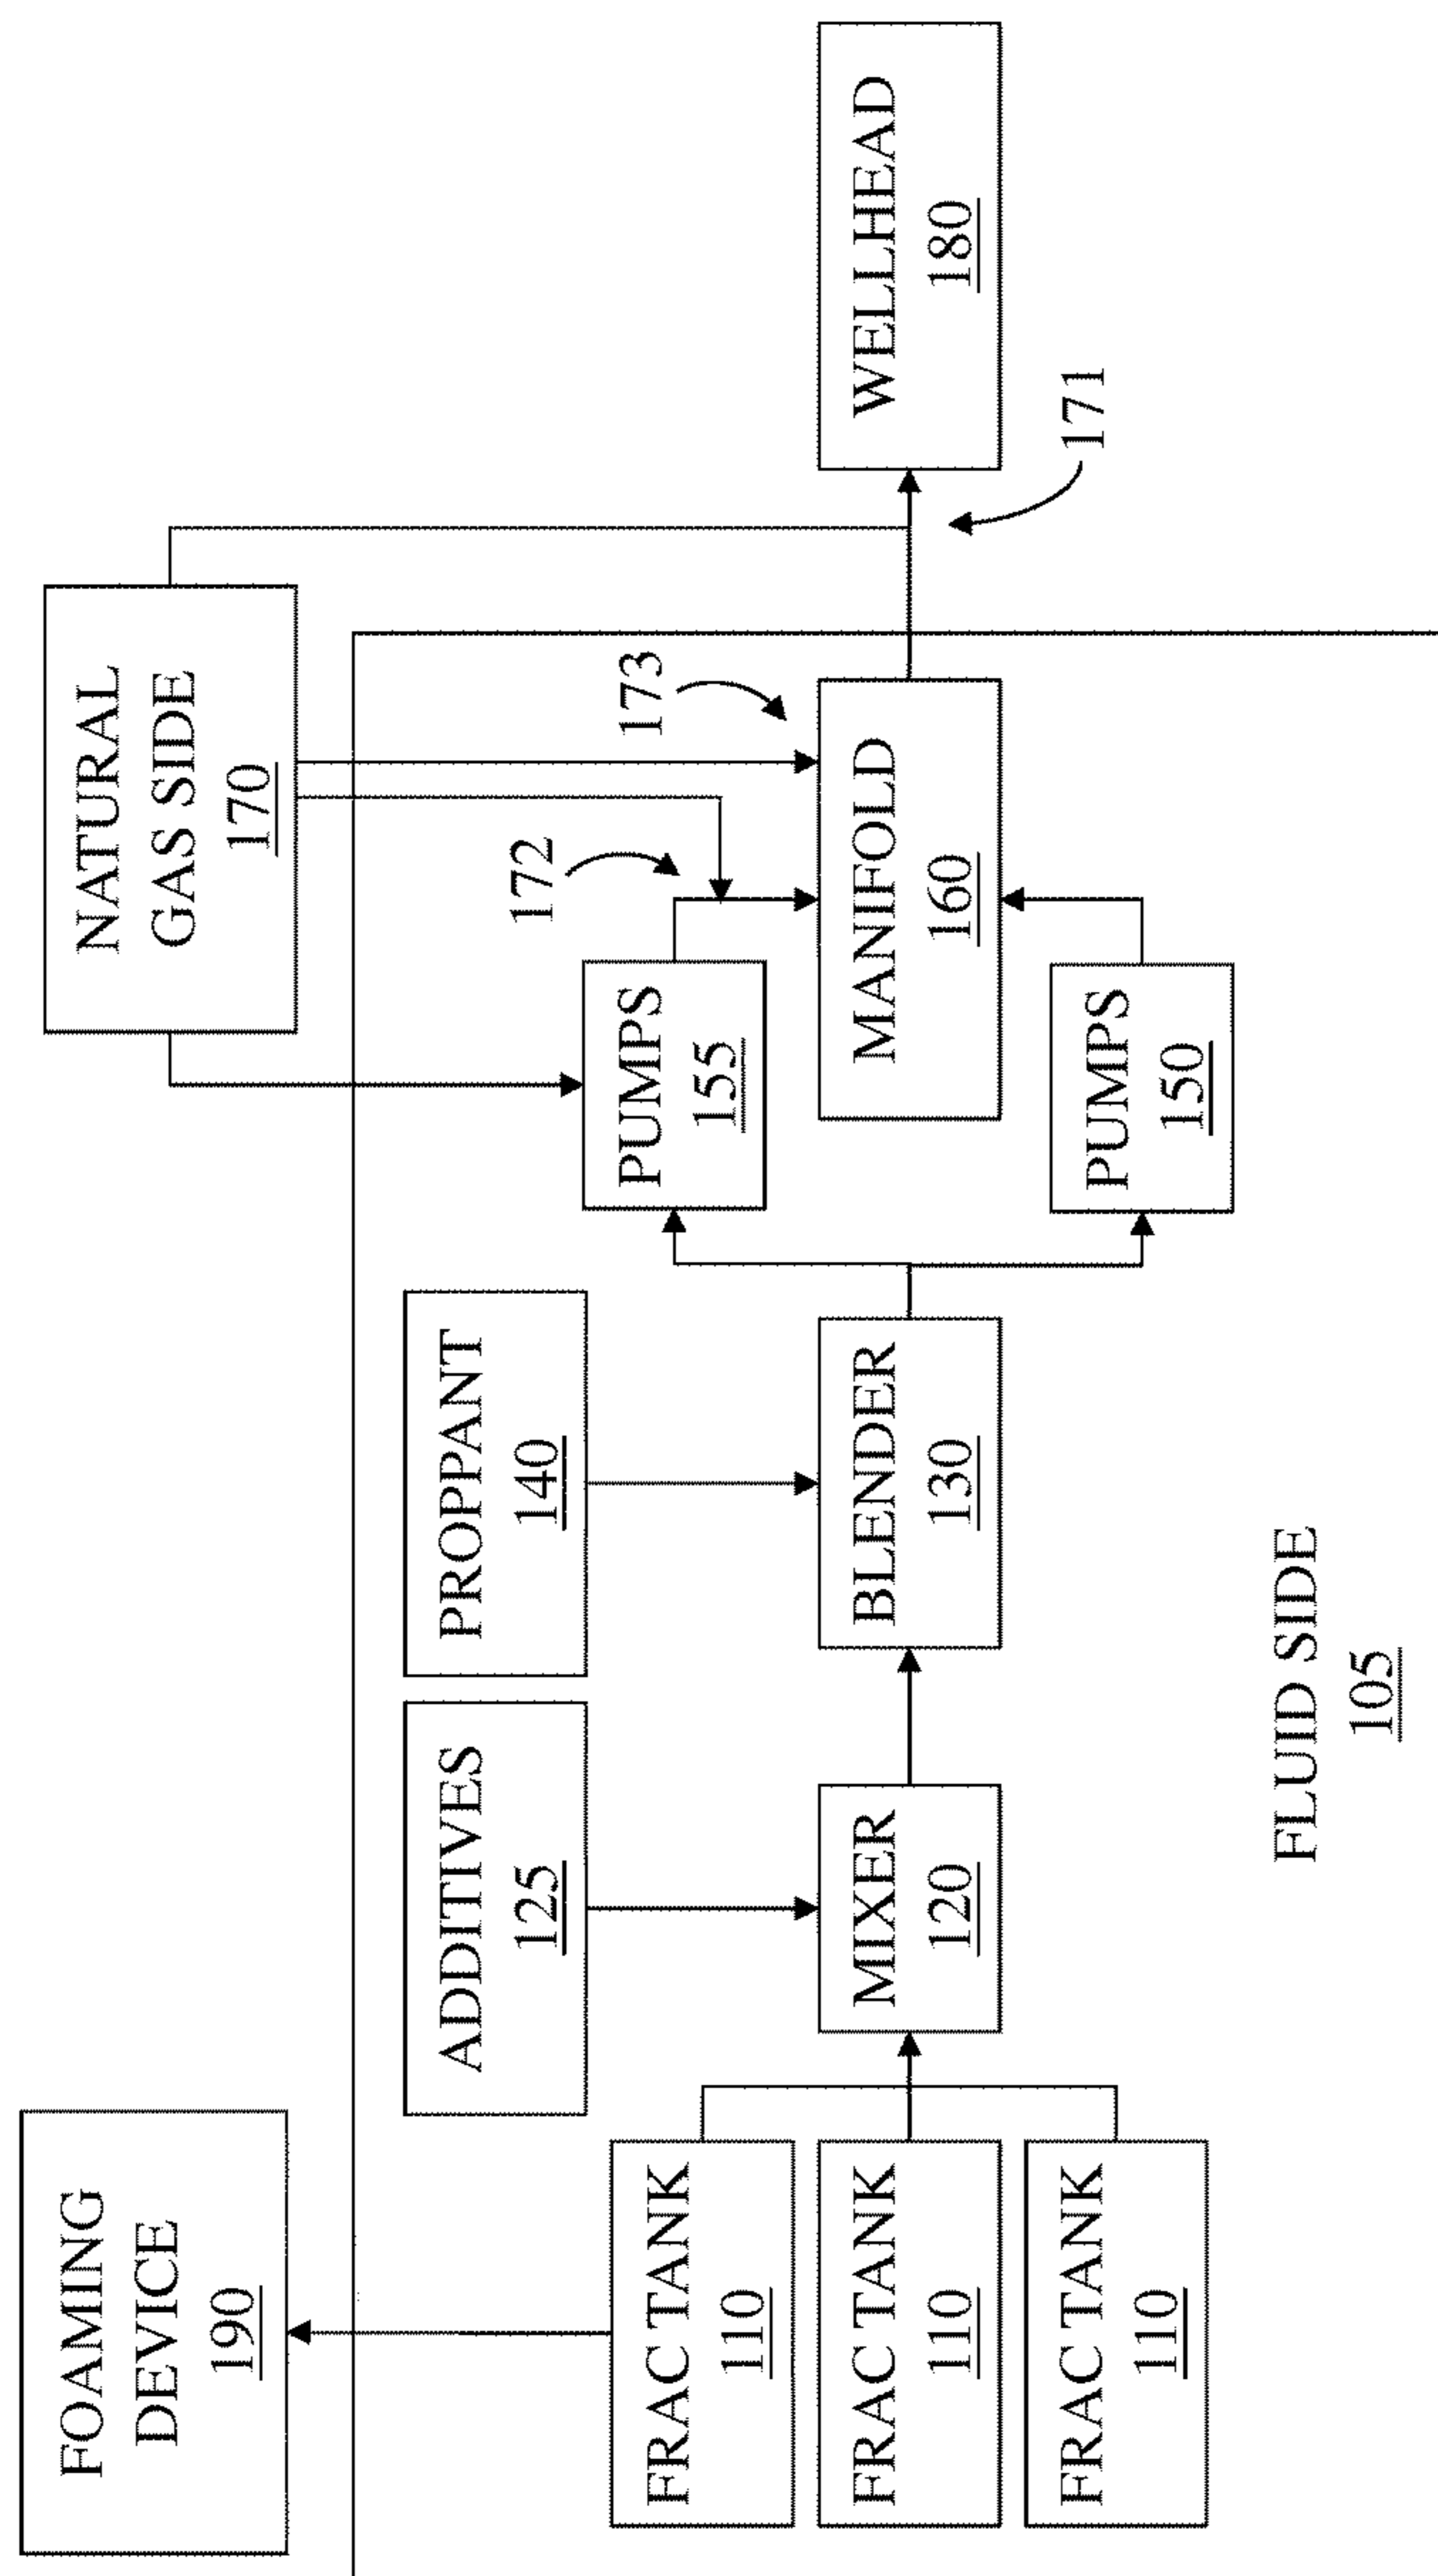 FOAMING
DEVICE
190
NATURAL
GAS SIDE
170
ADDITIVES
125
PROPPANT
140
172
173
PUMPS
155
FRAC TANK
110
FRAC TANK
110
FRAC TANK
110
MIXER
120
BLENDER
130
MANIFOLD
160
WELLHEAD
180
171
PUMPS
150
FLUID SIDE
105